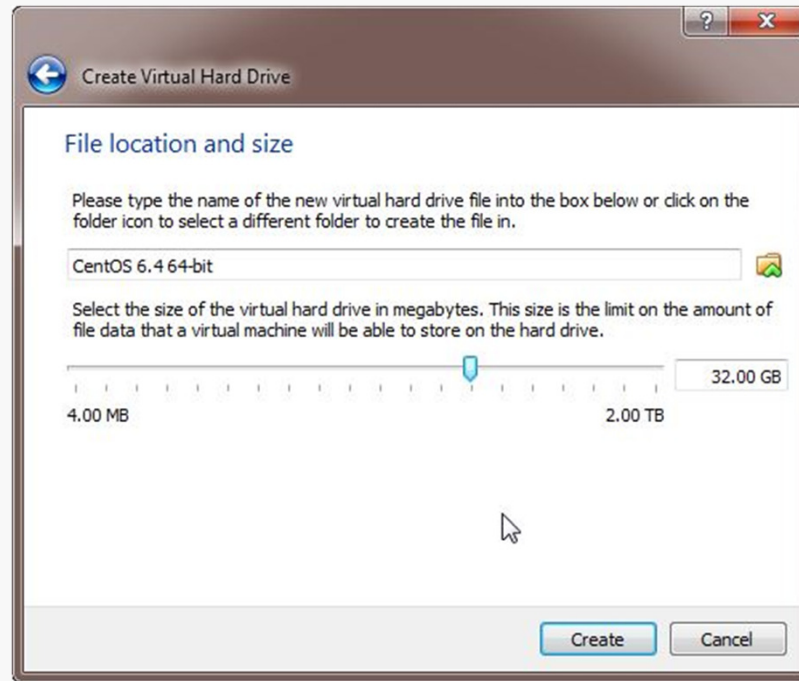 Create Virtual Hard Drive
File location and size
Please type the name of the new virtual hard drive file into the box below or click on the
folder icon to select a different folder to create the file in.
CentOS 6.4 64-bit
Select the size of the virtual hard drive in megabytes. This size is the limit on the amount of
file data that a virtual machine will be able to store on the hard drive.
32.00 GB
4.00 MB 2.00 TB
Create Cancel